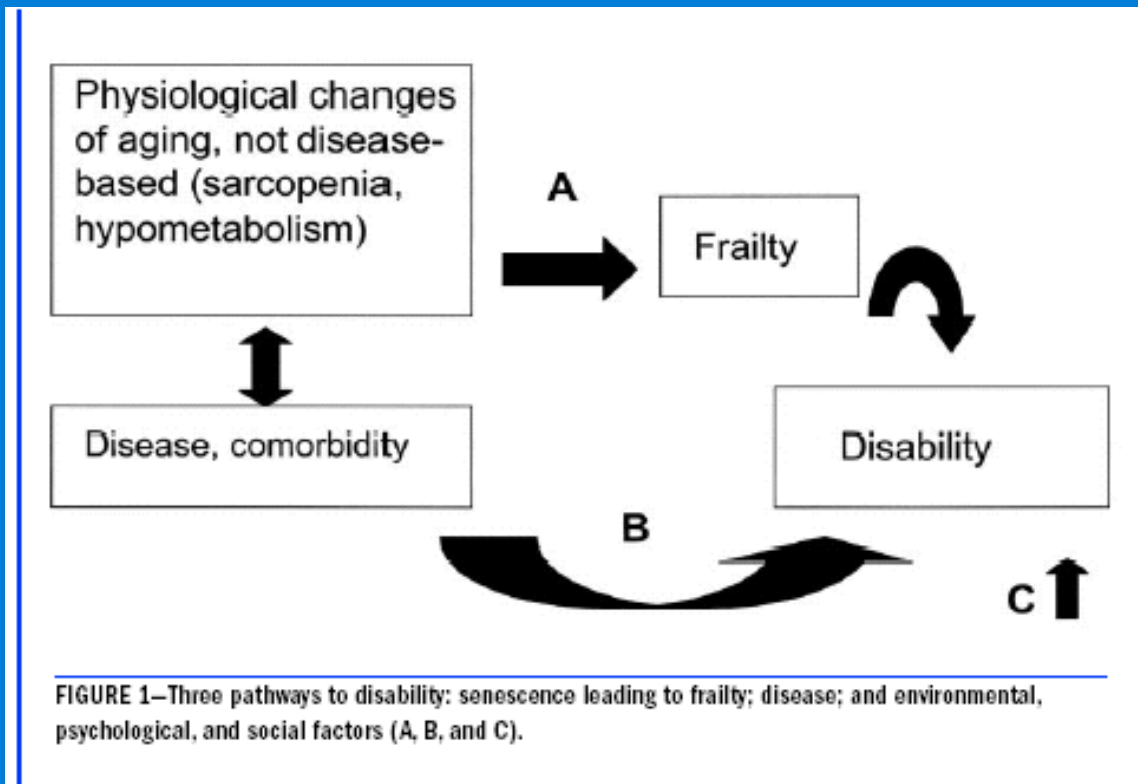 Physiological changes
of aging, not disease-
based (sarcopenia,
hypometabolism)
A
Frailty
Disease, comorbidity
Disability
B
C
FIGURE 1—Three pathways to disability: senescence leading to frailty; disease; and environmental,
psychological, and social factors (A, B, and C).